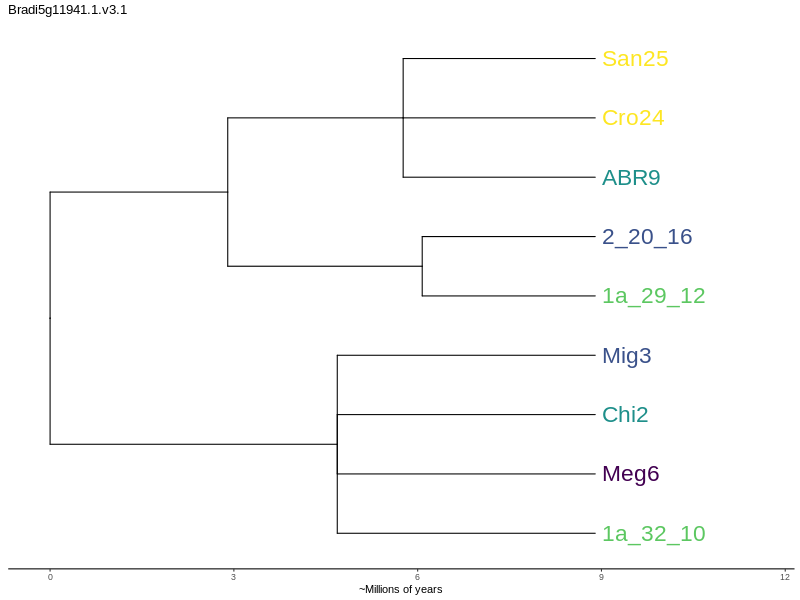 Bradi5g11941.1.v3.1
San25
Cro24
ABR9
2_20_16
1a_29_12
Mig3
Chi2
Meg6
1a_32_10
0 3 6 9 12
~Millions of years